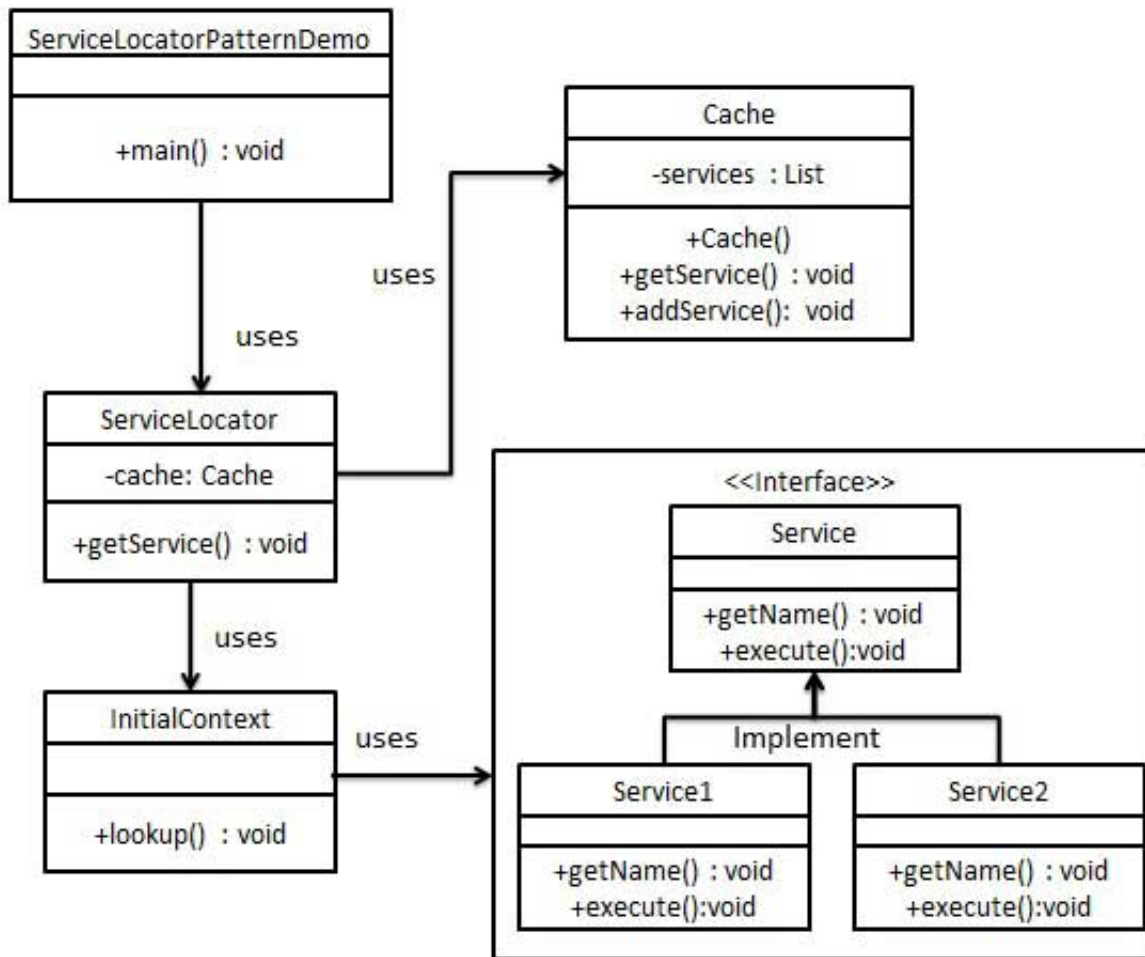 ServiceLocatorPatternDemo
+main() : void
uses
Cache
-services : List
+Cache()
+getService() : void
+addService(): void
uses
ServiceLocator
-cache: Cache
+getService() : void
uses
InitialContext
+lookup() : void
uses
<<Interface>>
Service
+getName() : void
+execute():void
Implement
Service1
+getName() : void
+execute():void
Service2
+getName() : void
+execute():void